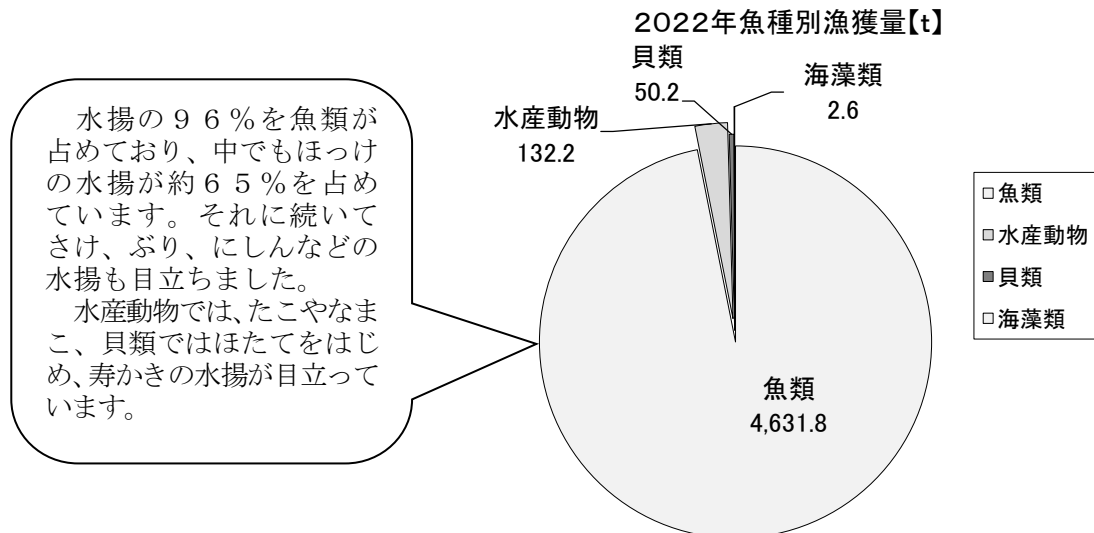 2022年魚種別漁獲量【t】
貝類
50.2
海藻類
2.6
水産動物
132.2
水揚の96%を魚類が
占めており、中でもほっけ
の水揚が約65%を占め
ています。それに続いて
さけ、ぶり、にしんなどの
水揚も目立ちました。
水産動物では、たこやなま
こ、貝類ではほたてをはじ
め、寿かきの水揚が目立って
います。
魚類
4,631.8
□魚類
□水産動物
■貝類
□海藻類